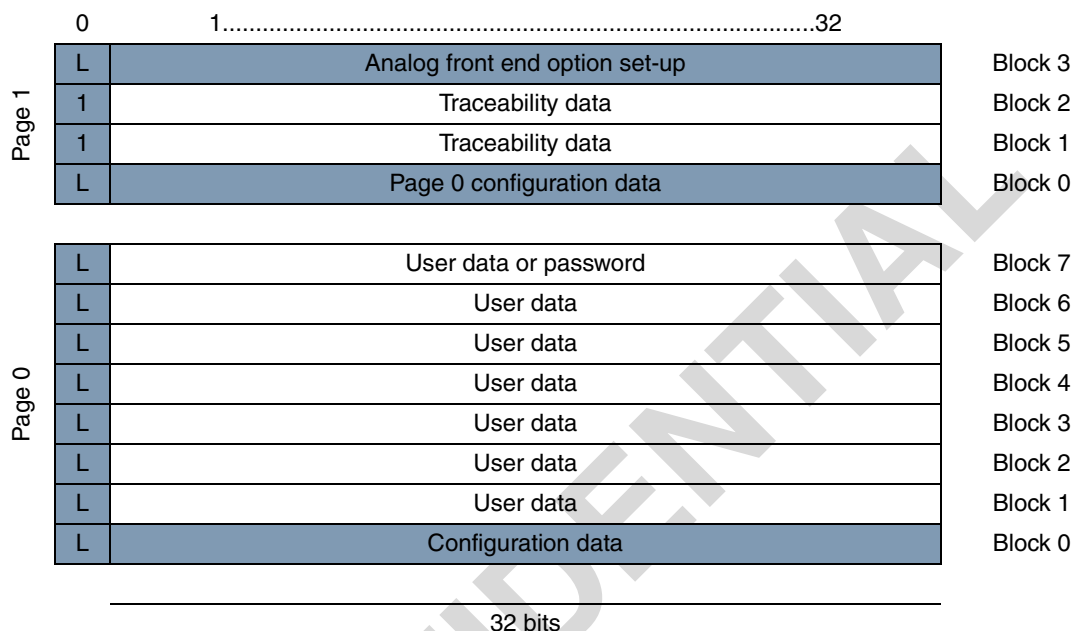 0 1................................................................................32
L Analog front end option set-up Block 3
1 Traceability data Block 2
1 Traceability data Block 1
L Page 0 configuration data Block 0
Page 1
L User data or password Block 7
L User data Block 6
L User data Block 5
L User data Block 4
L User data Block 3
L User data Block 2
L User data Block 1
L Configuration data Block 0
Page 0
32 bits